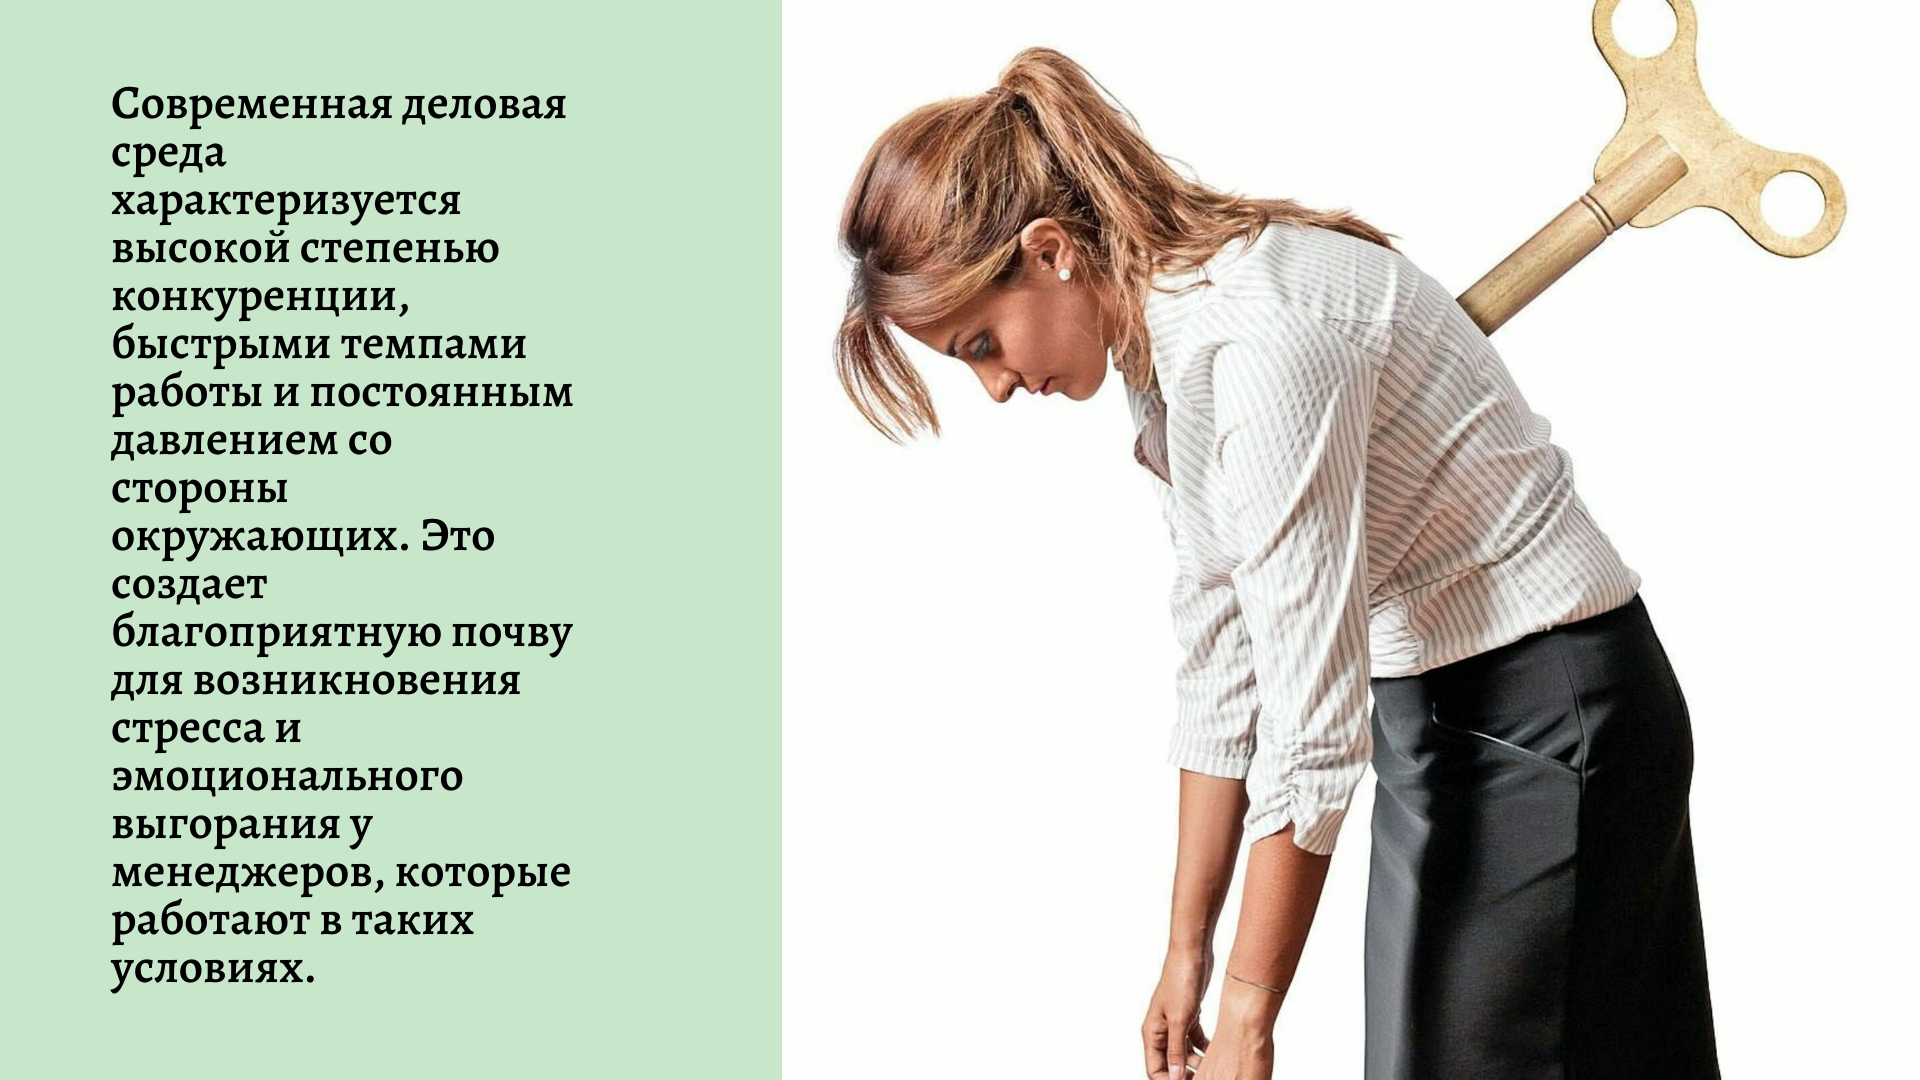 Современная деловая
среда
характеризуется
высокой степенью
конкуренции,
быстрыми темпами
работы и постоянным
давлением со
стороны
окружающих. Это
создает
благоприятную почву
для возникновения
стресса и
эмоционального
выгорания у
менеджеров, которые
работают в таких
условиях.